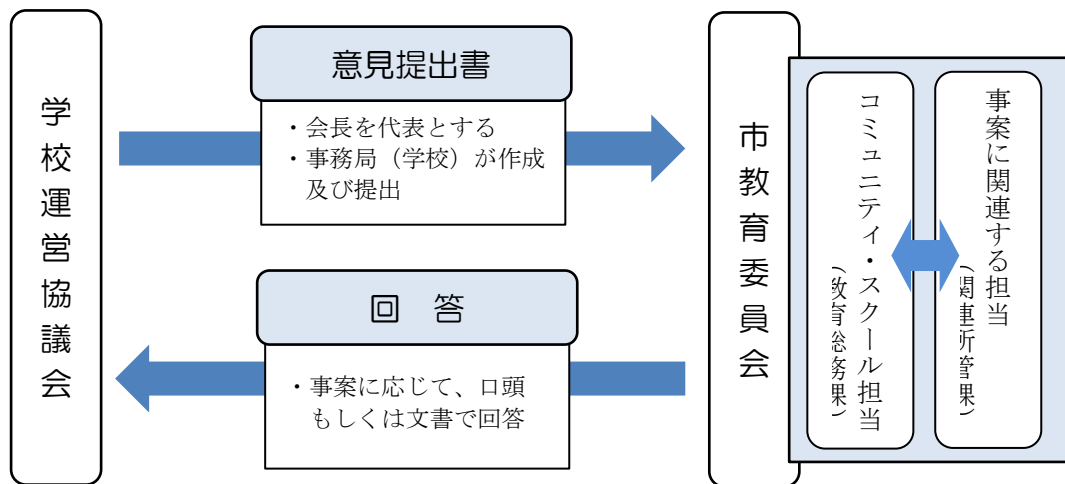 学校運営協議会
意見提出書
・会長を代表とする
・事務局（学校）が作成
及び提出
回　答
・事案に応じて、口頭
もしくは文書で回答
市教育委員会
コミュニティ・スクール担当
（教育総務課）
事案に関連する担当
（関連所管課）